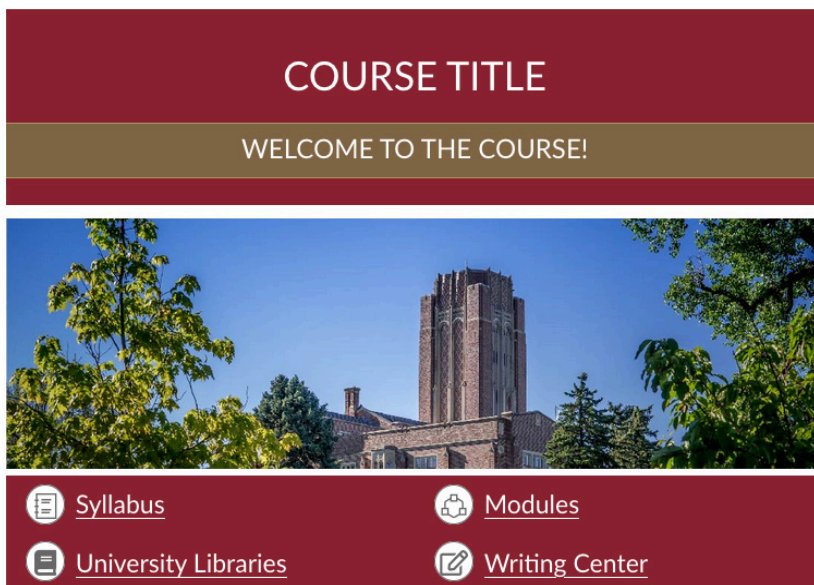 COURSE TITLE
WELCOME TO THE COURSE!
Syllabus
Modules
University Libraries
Writing Center